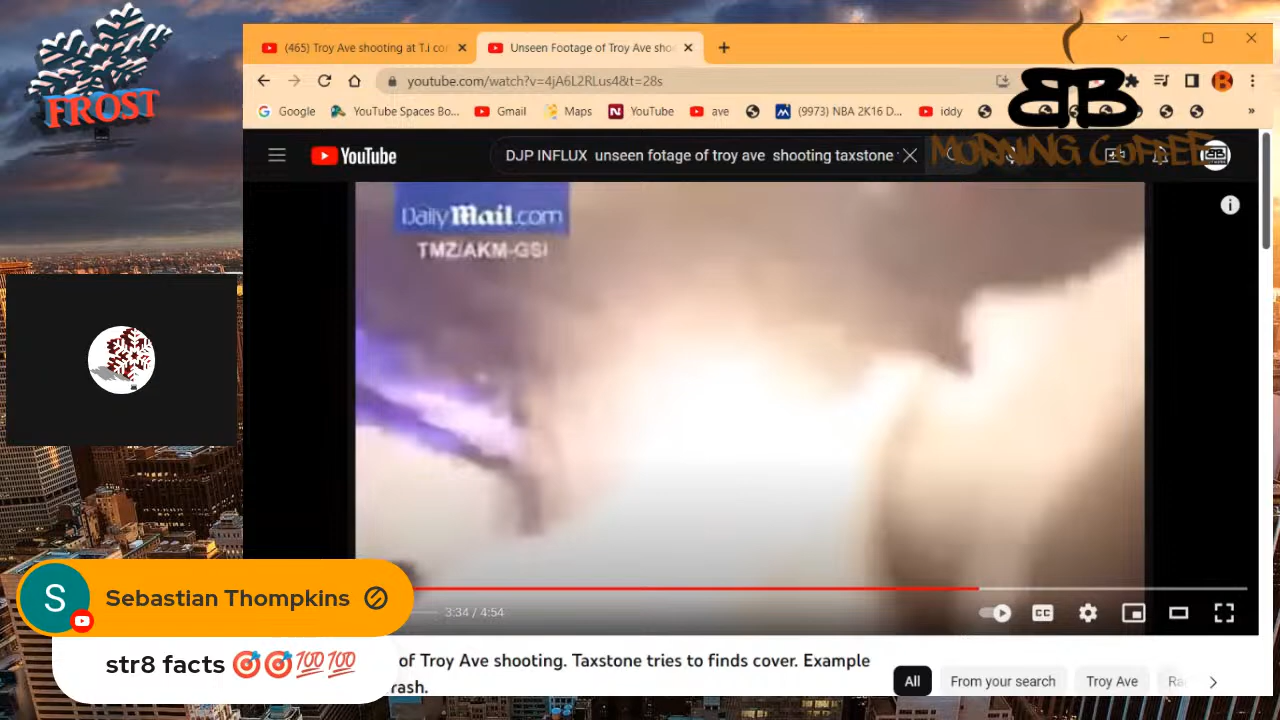 FROST
(465) Troy Ave shooting at T.i co
Unseen Footage of Troy Ave sho
youtube.com/watch?v=4jA6L2RLus4&t=28s
Google
YouTube Spaces Bo...
Gmail
Maps
YouTube
ave
(9973) NBA 2K16 D...
iddy
BB
MORNING COFFEE
YouTube
DJP INFLUX unseen fotage of troy ave shooting taxstone
DailyMail.com
TMZ/AKM-GSI
3:34 / 4:54
CC
S
Sebastian Thompkins
str8 facts 🎯🎯💯💯
of Troy Ave shooting. Taxstone tries to finds cover. Example
rash.
All
From your search
Troy Ave
Ra